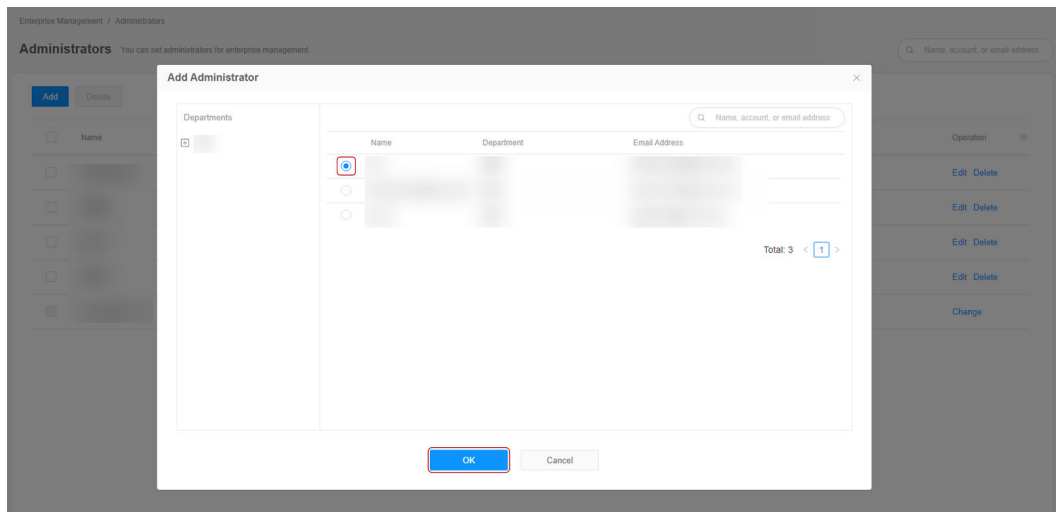 Enterprise Management / Administrators
Administrators You can set administrators for enterprise management.
Name, account, or email address
Add Administrator
Add Delete
Departments
Name, account, or email address
Name
Operation
Name Department Email Address
Edit Delete
Edit Delete
Edit Delete
Total: 3 < 1 >
Edit Delete
Change
OK Cancel